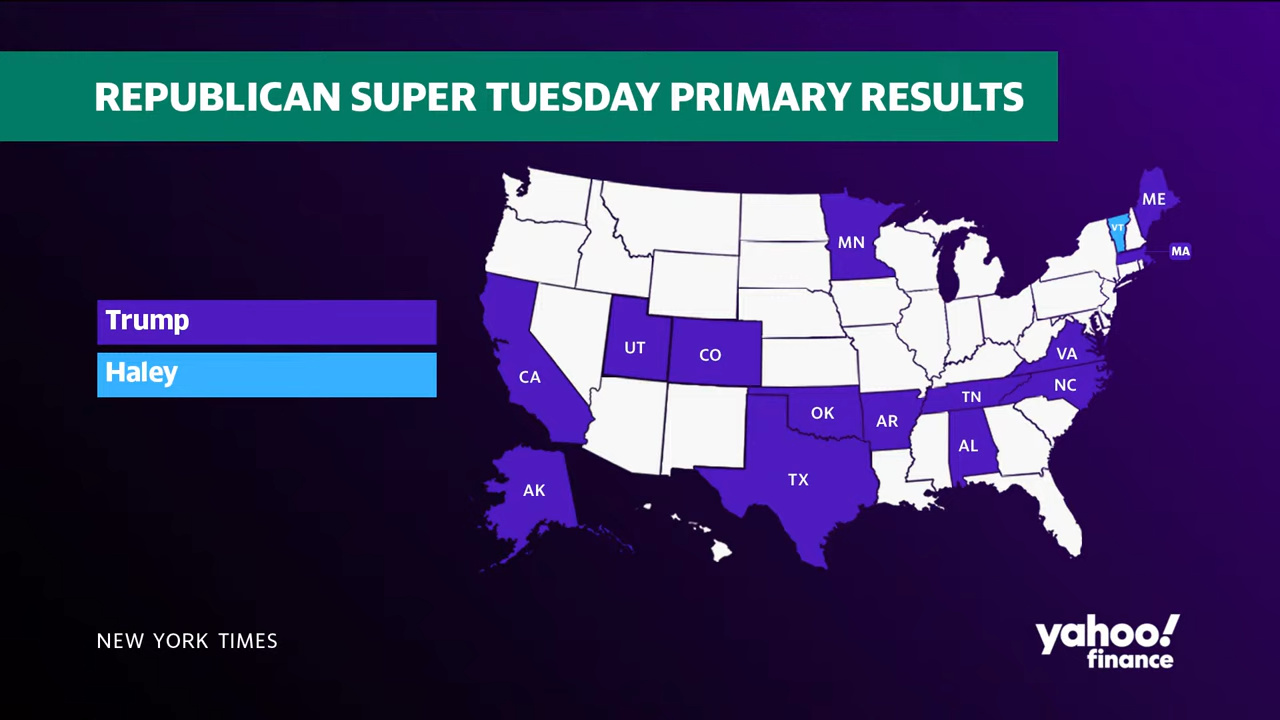 REPUBLICAN SUPER TUESDAY PRIMARY RESULTS
Trump
Haley
ME
VT
MN
MA
UT
CO
VA
CA
NC
TN
OK
AR
AL
TX
AK
NEW YORK TIMES
yahoo!
finance